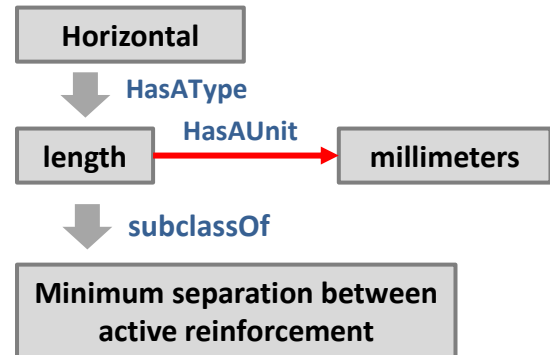 Horizontal
HasAType
HasAUnit
length
millimeters
subclassOf
Minimum separation between
active reinforcement